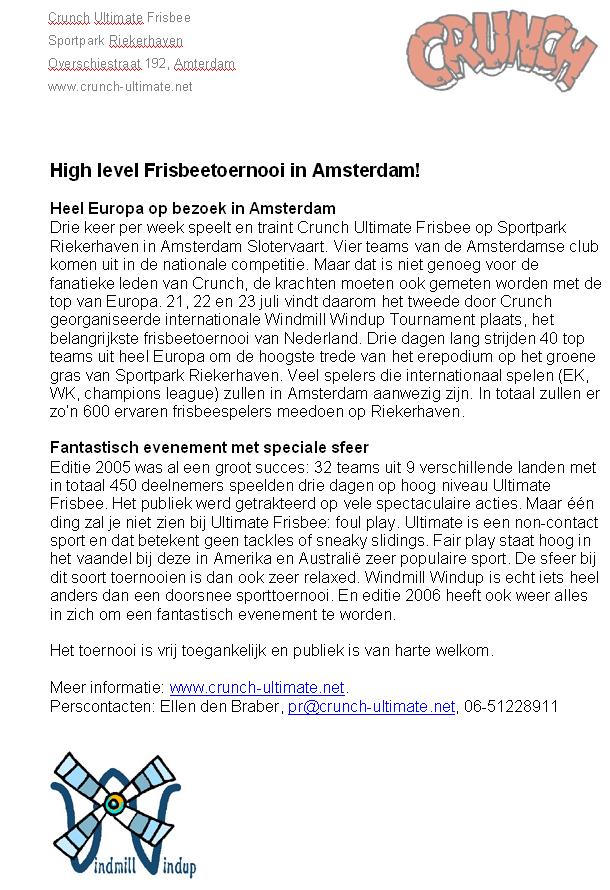 Crunch Ultimate Frisbee
Sportpark Riekerhaven
Overschiestraat 192, Amterdam
www.crunch-ultimate.net
CRUNCH
High level Frisbeetoernooi in Amsterdam!
Heel Europa op bezoek in Amsterdam
Drie keer per week speelt en traint Crunch Ultimate Frisbee op Sportpark
Riekerhaven in Amsterdam Slotervaart. Vier teams van de Amsterdamse club
komen uit in de nationale competitie. Maar dat is niet genoeg voor de
fanatieke leden van Crunch, de krachten moeten ook gemeten worden met de
top van Europa. 21, 22 en 23 juli vindt daarom het tweede door Crunch
georganiseerde internationale Windmill Windup Tournament plaats, het
belangrijkste frisbeetoernooi van Nederland. Drie dagen lang strijden 40 top
teams uit heel Europa om de hoogste trede van het erepodium op het groene
gras van Sportpark Riekerhaven. Veel spelers die internationaal spelen (EK,
WK, champions league) zullen in Amsterdam aanwezig zijn. In totaal zullen er
zo'n 600 ervaren frisbeespelers meedoen op Riekerhaven.
Fantastisch evenement met speciale sfeer
Editie 2005 was al een groot succes: 32 teams uit 9 verschillende landen met
in totaal 450 deelnemers speelden drie dagen op hoog niveau Ultimate
Frisbee. Het publiek werd getrakteerd op vele spectaculaire acties. Maar één
ding zal je niet zien bij Ultimate Frisbee: foul play. Ultimate is een non-contact
sport en dat betekent geen tackles of sneaky slidings. Fair play staat hoog in
het vaandel bij deze in Amerika en Australië zeer populaire sport. De sfeer bij
dit soort toernooien is dan ook zeer relaxed. Windmill Windup is echt iets heel
anders dan een doorsnee sporttoernooi. En editie 2006 heeft ook weer alles
in zich om een fantastisch evenement te worden.
Het toernooi is vrij toegankelijk en publiek is van harte welkom.
Meer informatie: www.crunch-ultimate.net.
Perscontacten: Ellen den Braber, pr@crunch-ultimate.net, 06-51228911
Windmill Windup